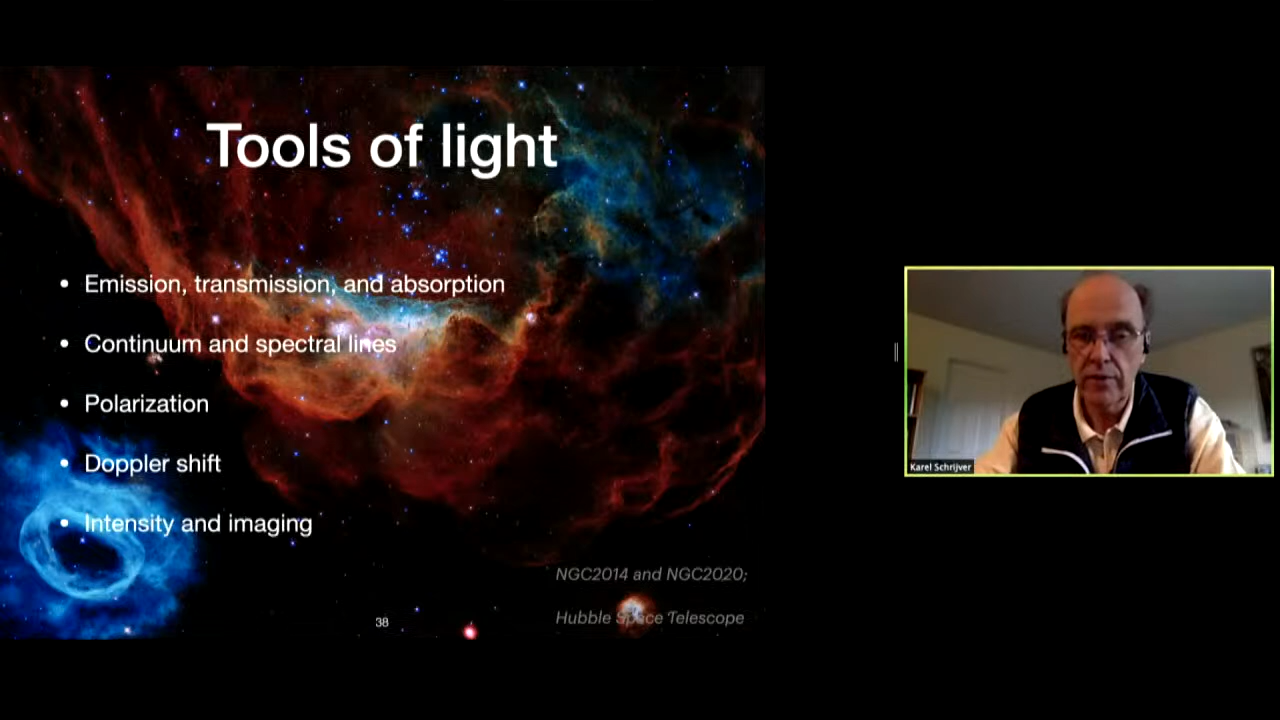 Tools of light
• Emission, transmission, and absorption
• Continuum and spectral lines
• Polarization
• Doppler shift
• Intensity and imaging
NGC2014 and NGC2020;
Hubble Space Telescope
38
Karel Schrijver